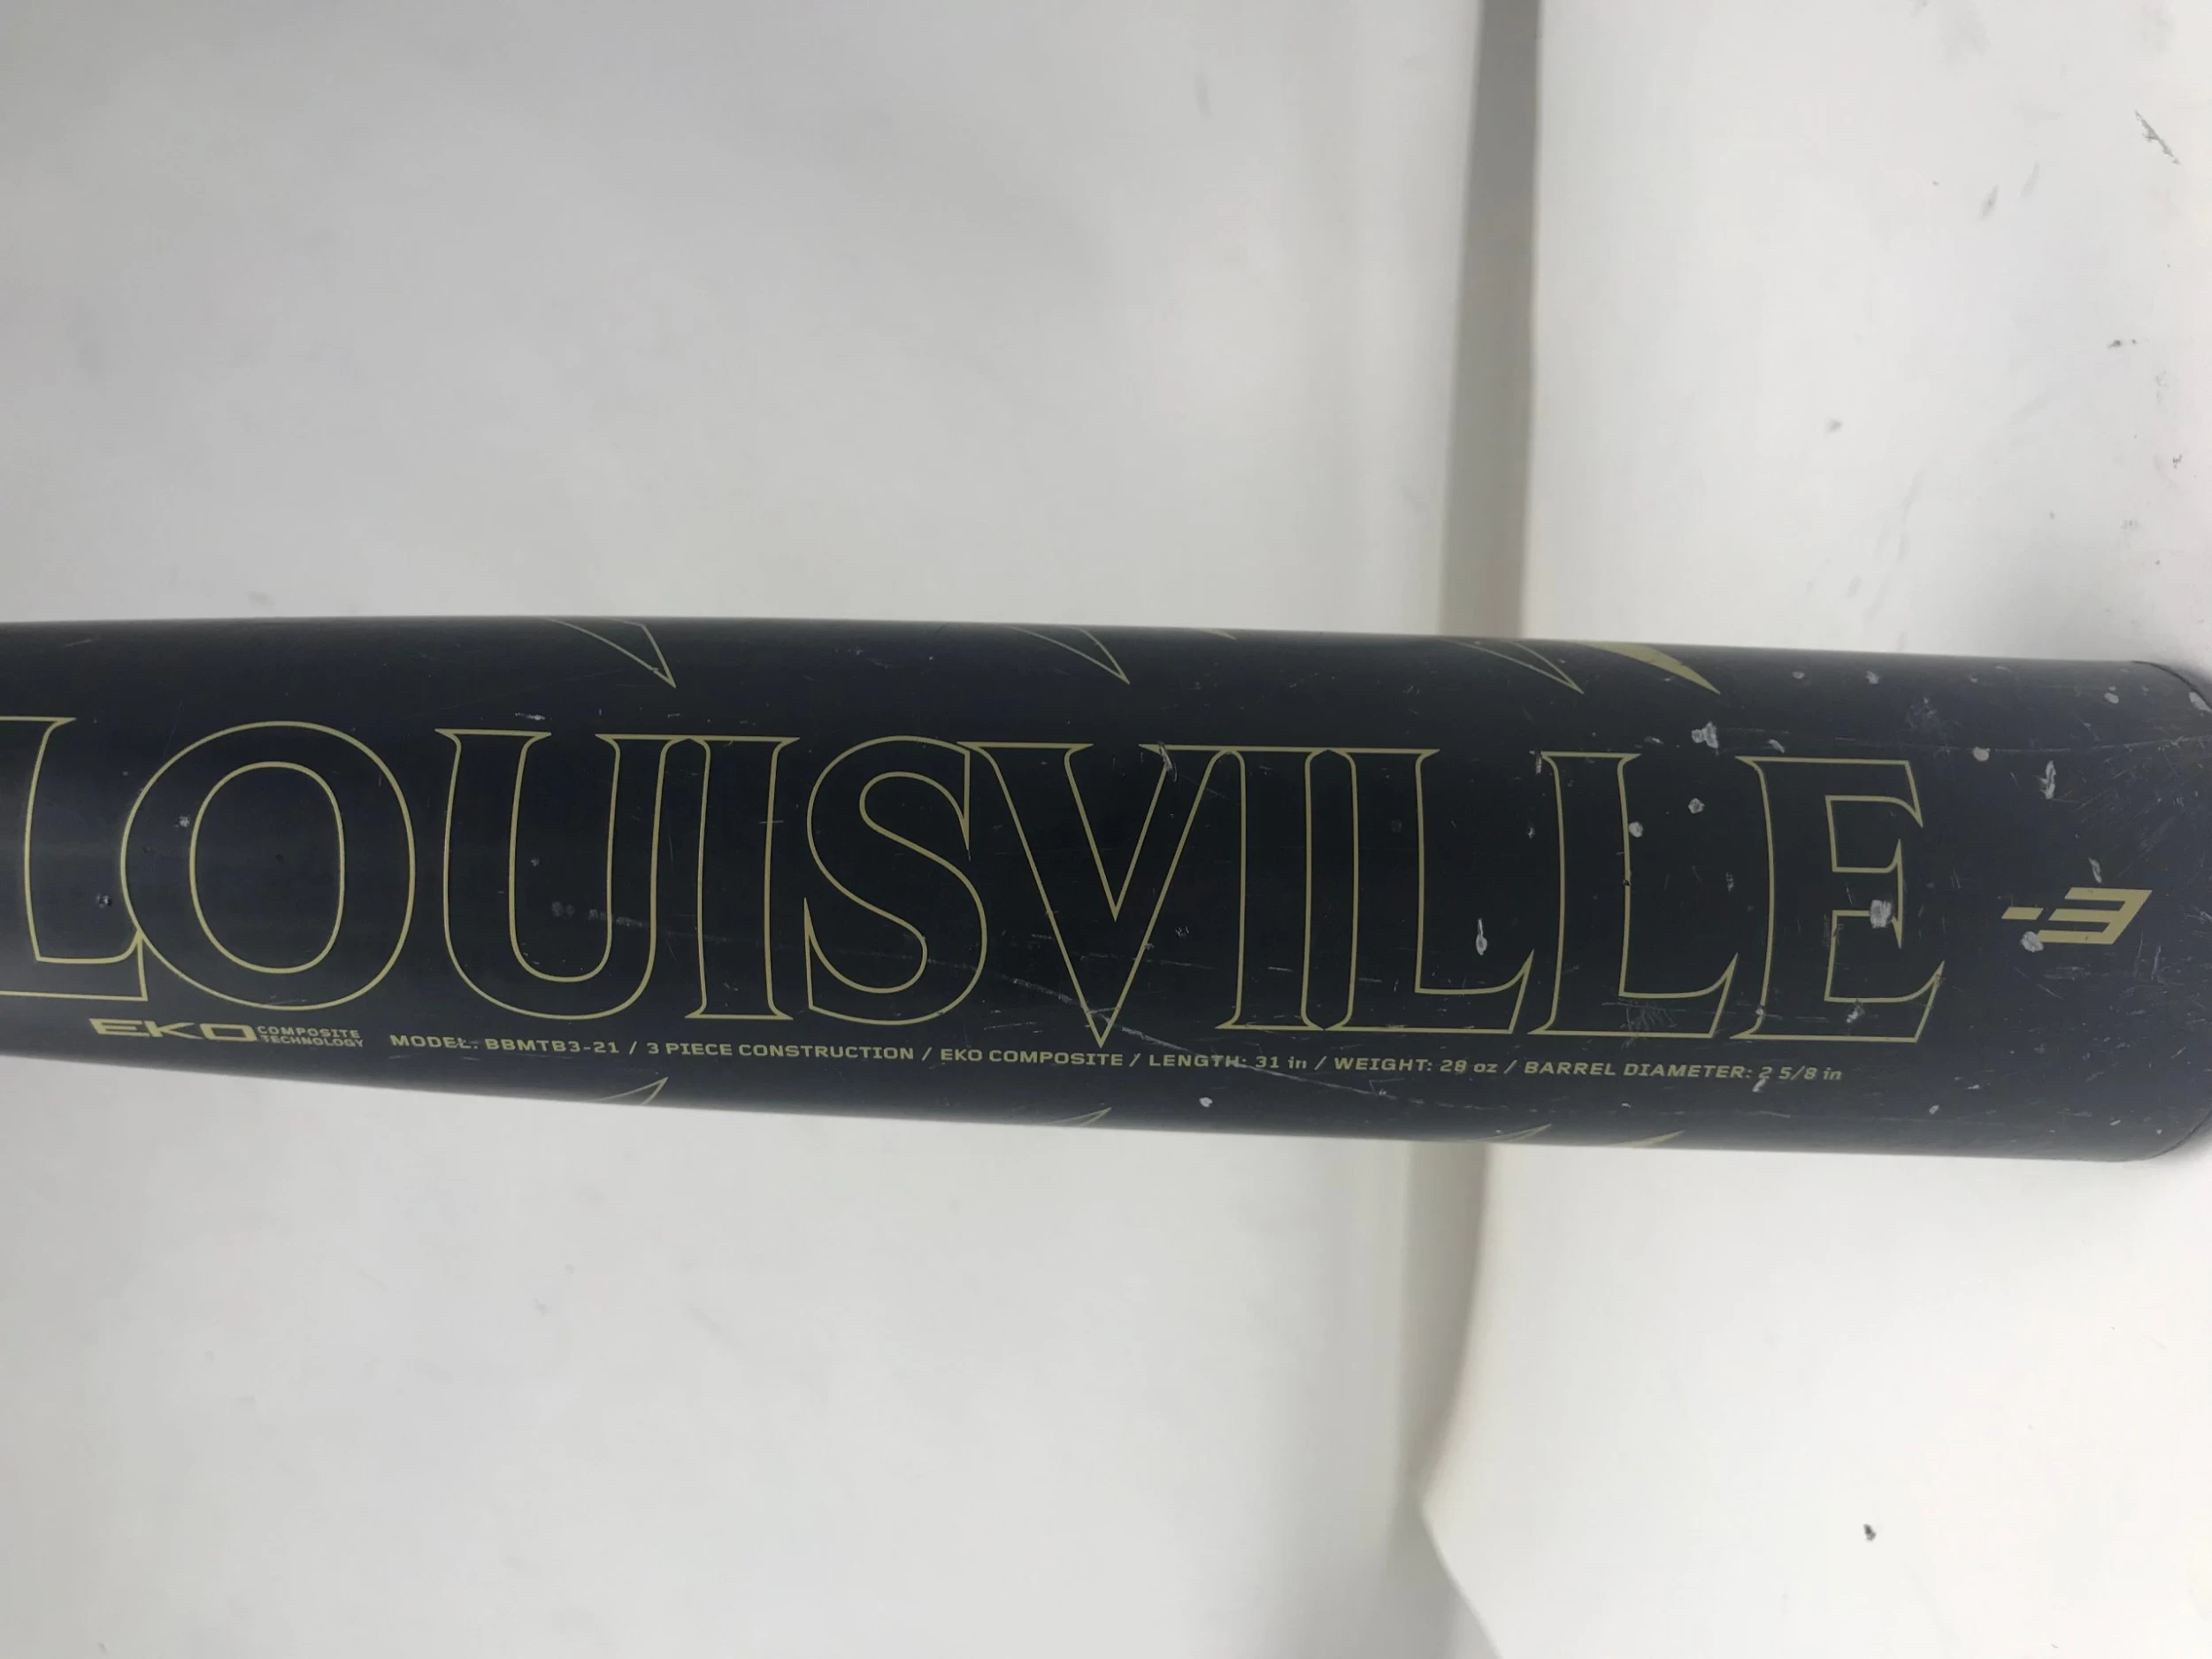 LOUISVILLE
-3
EKO COMPOSITE
TECHNOLOGY
MODEL: BBMTB3-21 / 3 PIECE CONSTRUCTION / EKO COMPOSITE / LENGTH: 31 in / WEIGHT: 28 oz / BARREL DIAMETER: 2 5/8 in